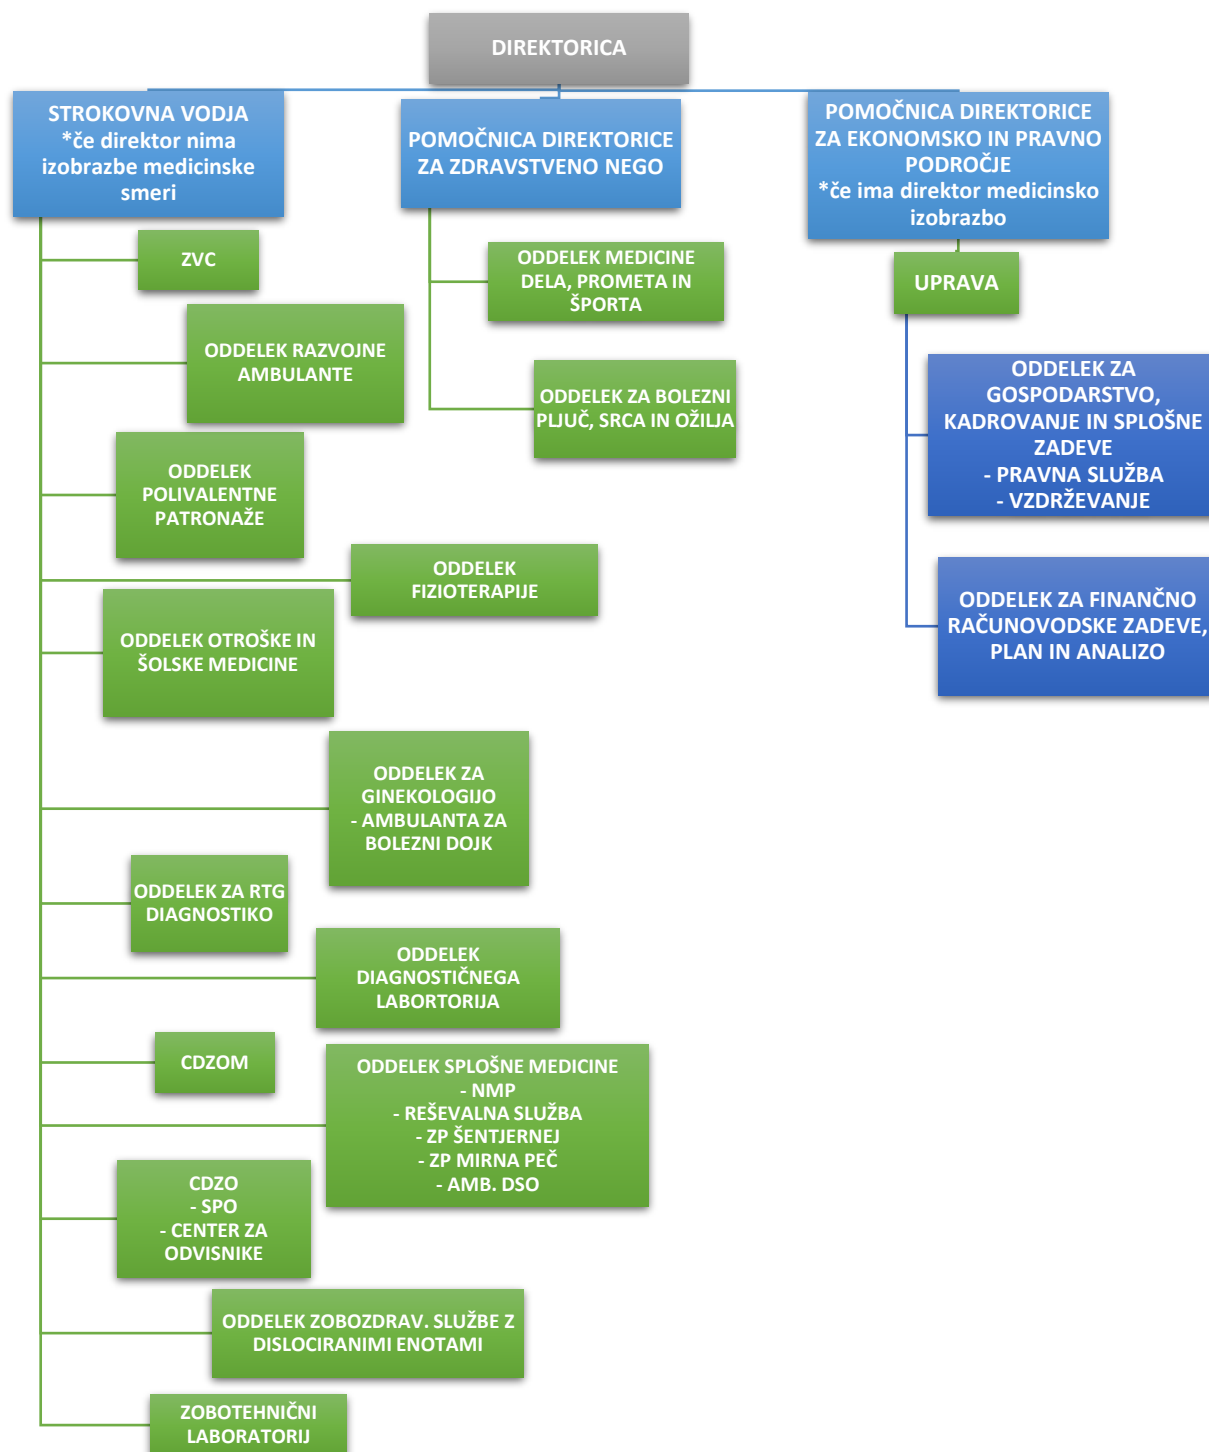 DIREKTORICA
STROKOVNA VODJA
*če direktor nima
izobrazbe medicinske
smeri
POMOČNICA DIREKTORICE
ZA ZDRAVSTVENO NEGO
POMOČNICA DIREKTORICE
ZA EKONOMSKO IN PRAVNO
PODROČJE
*če ima direktor medicinsko
izobrazbo
ZVC
ODDELEK RAZVOJNE
AMBULANTE
ODDELEK
POLIVALENTNE
PATRONAŽE
ODDELEK
FIZIOTERAPIJE
ODDELEK OTROŠKE IN
ŠOLSKE MEDICINE
ODDELEK ZA
GINEKOLOGIJO
- AMBULANTA ZA
BOLEZNI DOJK
ODDELEK ZA RTG
DIAGNOSTIKO
ODDELEK
DIAGNOSTIČNEGA
LABORTORIJA
CDZOM
ODDELEK SPLOŠNE MEDICINE
- NMP
- REŠEVALNA SLUŽBA
- ZP ŠENTJERNEJ
- ZP MIRNA PEČ
- AMB. DSO
CDZO
- SPO
- CENTER ZA
ODVISNIKE
ODDELEK ZOBOZDRAV. SLUŽBE Z
DISLOCIRANIMI ENOTAMI
ZOBOTEHNIČNI
LABORATORIJ
ODDELEK MEDICINE
DELA, PROMETA IN
ŠPORTA
ODDELEK ZA BOLEZNI
PLJUČ, SRCA IN OŽILJA
UPRAVA
ODDELEK ZA
GOSPODARSTVO,
KADROVANJE IN SPLOŠNE
ZADEVE
- PRAVNA SLUŽBA
- VZDRŽEVANJE
ODDELEK ZA FINANČNO
RAČUNOVODSKE ZADEVE,
PLAN IN ANALIZO